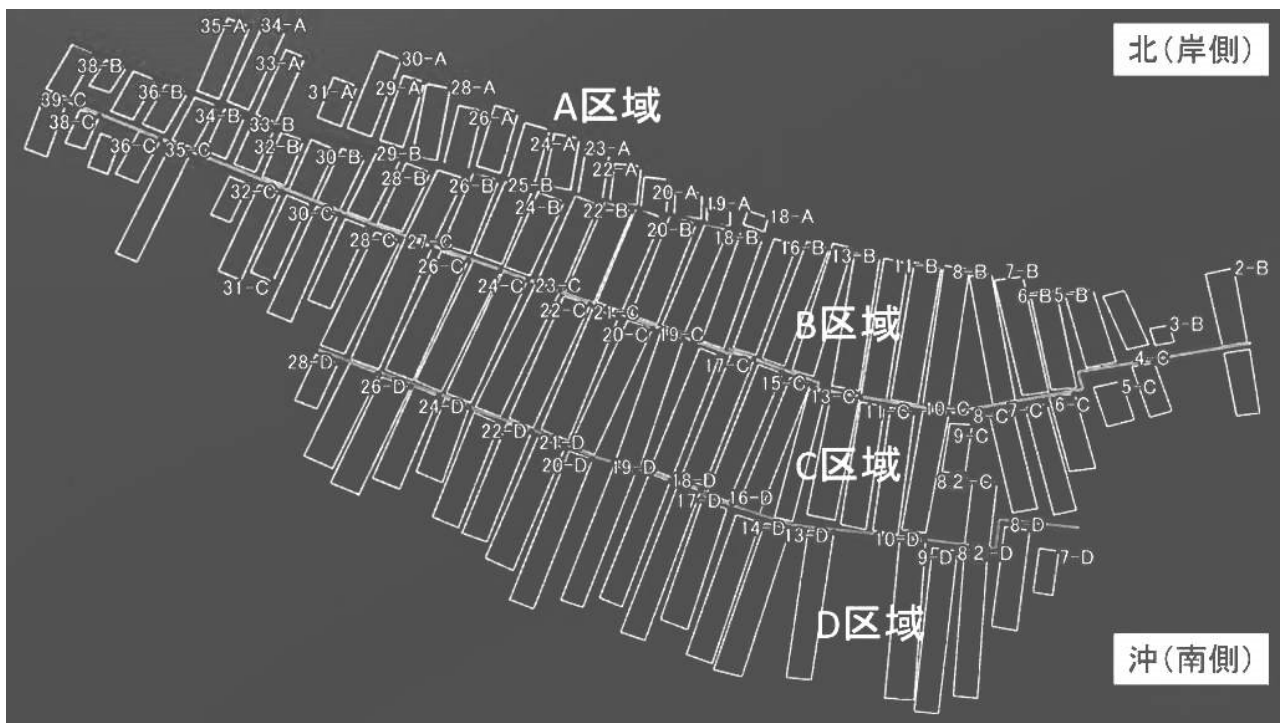 35-A
34-A
33-A
31-A
30-A
29-A
28-A
26-A
24-A
23-A
22-A
20-A
19-A
18-A
A区域
北(岸側)
38-B
36-B
34-B
33-B
32-B
30-B
29-B
28-B
26-B
25-B
24-B
22-B
20-B
18-B
16-B
13-B
11-B
8-B
7-B
6-B
5-B
3-B
2-B
B区域
39-C
38-C
36-C
35-C
32-C
31-C
30-C
28-C
27-C
26-C
24-C
23-C
22-C
21-C
20-C
19-C
17-C
15-C
13-C
11-C
10-C
9-C
8-C
7-C
6-C
5-C
4-C
8 2-C
C区域
28-D
26-D
24-D
22-D
21-D
20-D
19-D
18-D
17-D
16-D
14-D
13-D
10-D
9-D
8 2-D
8-D
7-D
D区域
沖(南側)